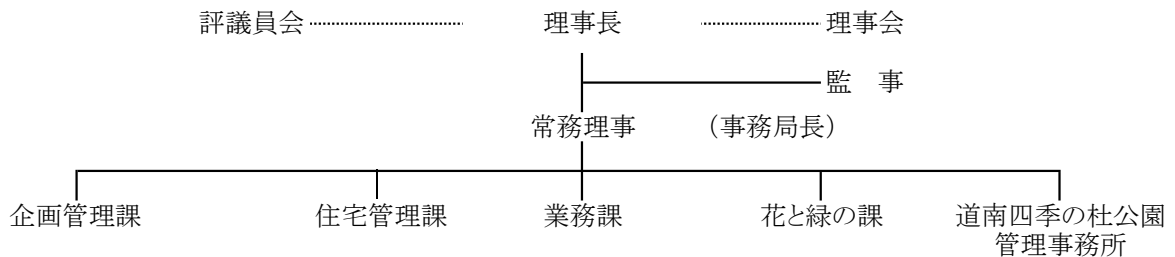 評議員会 理事長 理事会
監　事
常務理事 （事務局長）
企画管理課 住宅管理課 業務課 花と緑の課 道南四季の杜公園
管理事務所